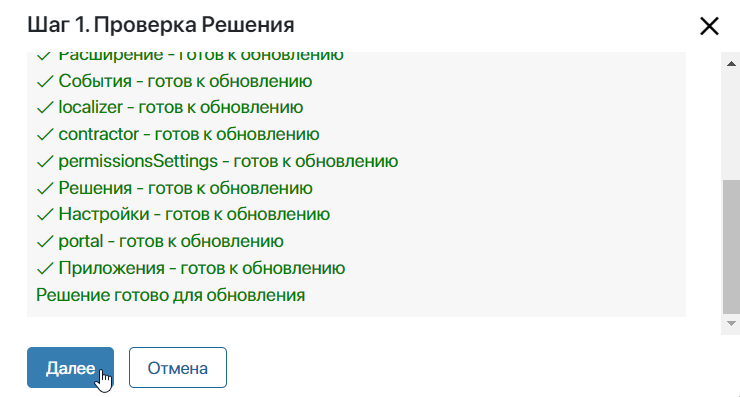 Шаг 1. Проверка Решения
Расширение - готов к обновлению
События - готов к обновлению
localizer - готов к обновлению
contractor - готов к обновлению
permissionsSettings - готов к обновлению
Решения - готов к обновлению
Настройки - готов к обновлению
portal - готов к обновлению
Приложения - готов к обновлению
Решение готово для обновления
Далее
Отмена